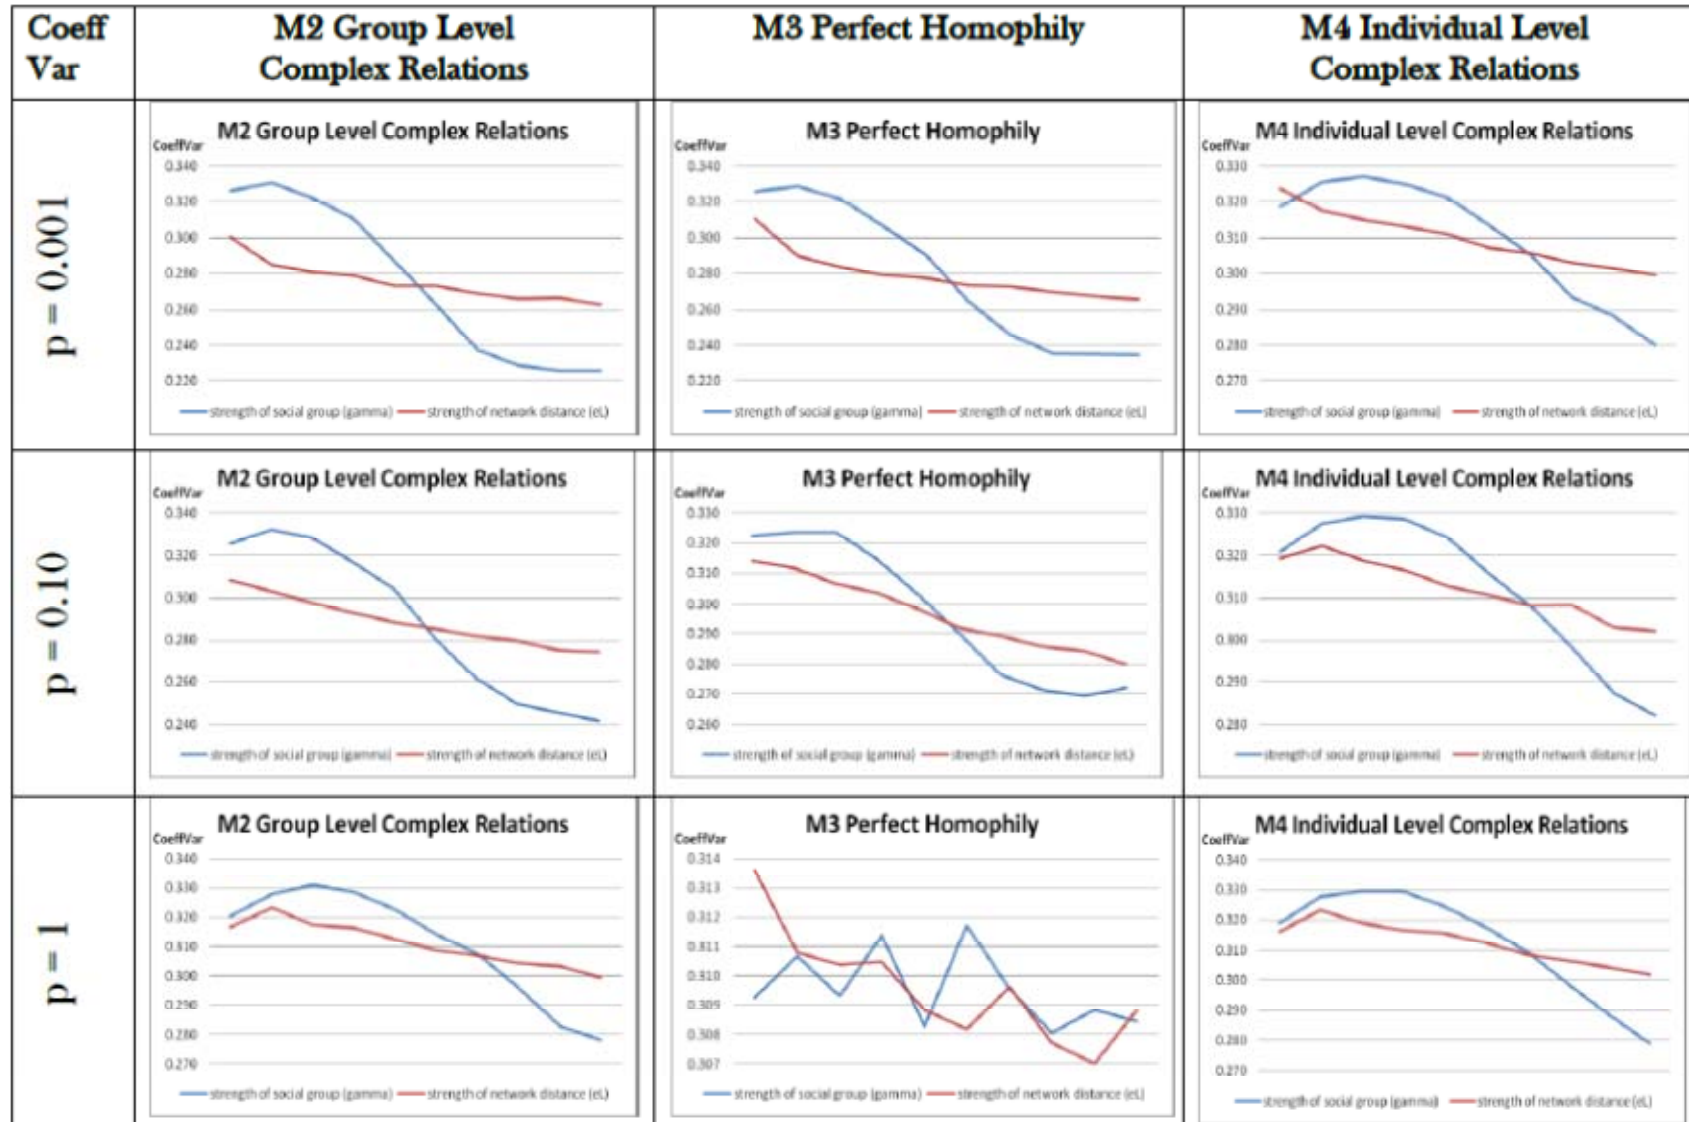 Coeff
Var
M2 Group Level
Complex Relations
M3 Perfect Homophily
M4 Individual Level
Complex Relations
p = 0.001
M2 Group Level Complex Relations
CoeffVar
0.340
0.320
0.300
0.280
0.260
0.240
0.220
strength of social group (gamma) strength of network distance (eL)
M3 Perfect Homophily
CoeffVar
0.340
0.320
0.300
0.280
0.260
0.240
0.220
strength of social group (gamma) strength of network distance (eL)
M4 Individual Level Complex Relations
CoeffVar
0.330
0.320
0.310
0.300
0.290
0.280
0.270
strength of social group (gamma) strength of network distance (eL)
p = 0.10
M2 Group Level Complex Relations
CoeffVar
0.340
0.320
0.300
0.280
0.260
0.240
strength of social group (gamma) strength of network distance (eL)
M3 Perfect Homophily
CoeffVar
0.330
0.320
0.310
0.300
0.290
0.280
0.270
0.260
strength of social group (gamma) strength of network distance (eL)
M4 Individual Level Complex Relations
CoeffVar
0.330
0.320
0.310
0.300
0.290
0.280
strength of social group (gamma) strength of network distance (eL)
p = 1
M2 Group Level Complex Relations
CoeffVar
0.340
0.330
0.320
0.310
0.300
0.290
0.280
0.270
strength of social group (gamma) strength of network distance (eL)
M3 Perfect Homophily
CoeffVar
0.314
0.313
0.312
0.311
0.310
0.309
0.308
0.307
strength of social group (gamma) strength of network distance (eL)
M4 Individual Level Complex Relations
CoeffVar
0.340
0.330
0.320
0.310
0.300
0.290
0.280
0.270
strength of social group (gamma) strength of network distance (eL)